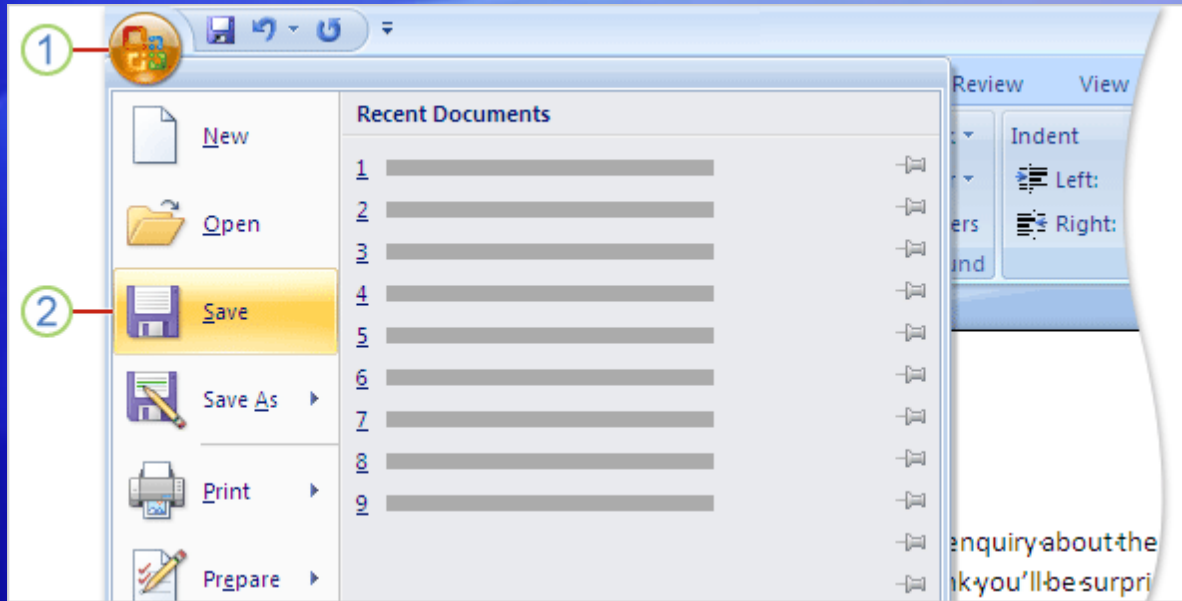 1
Review View
New
Recent Documents
Indent
1
Left:
2
Open
ers
Right:
3
und
4
2
Save
5
6
Save As
7
8
Print
9
enquiry·about·the
Prepare
nk·you'll·be·surpri